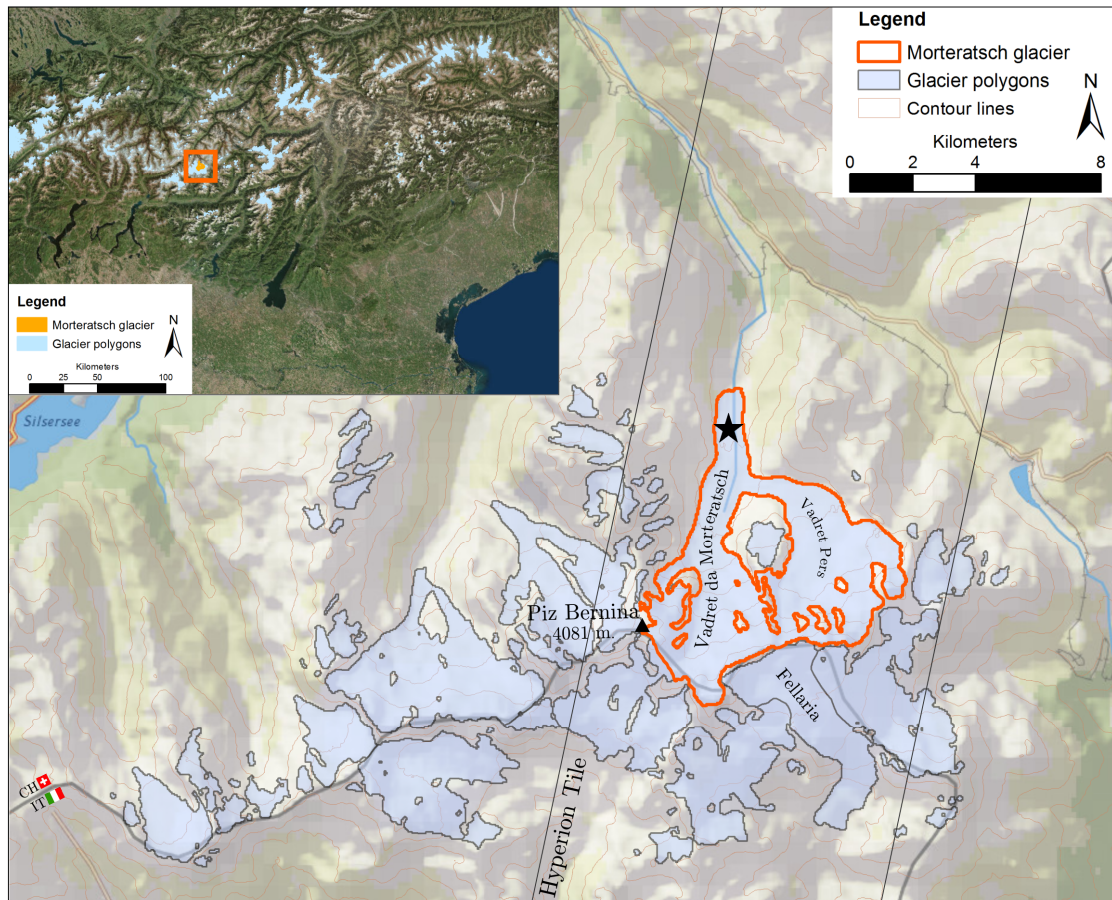 Legend
Morteratsch glacier
Glacier polygons
N
Kilometers
0 25 50 100
Legend
Morteratsch glacier
Glacier polygons
Contour lines
N
Kilometers
0 2 4 8
Silsersee
Vadret da Morteratsch
Vadret Pers
Piz Bernina
4081 m.
Fellaria
Hyperion Tile
CH
IT